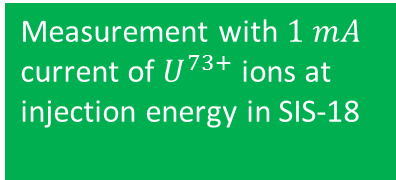 Measurement with 1 mA
current of U⁷³⁺ ions at
injection energy in SIS-18